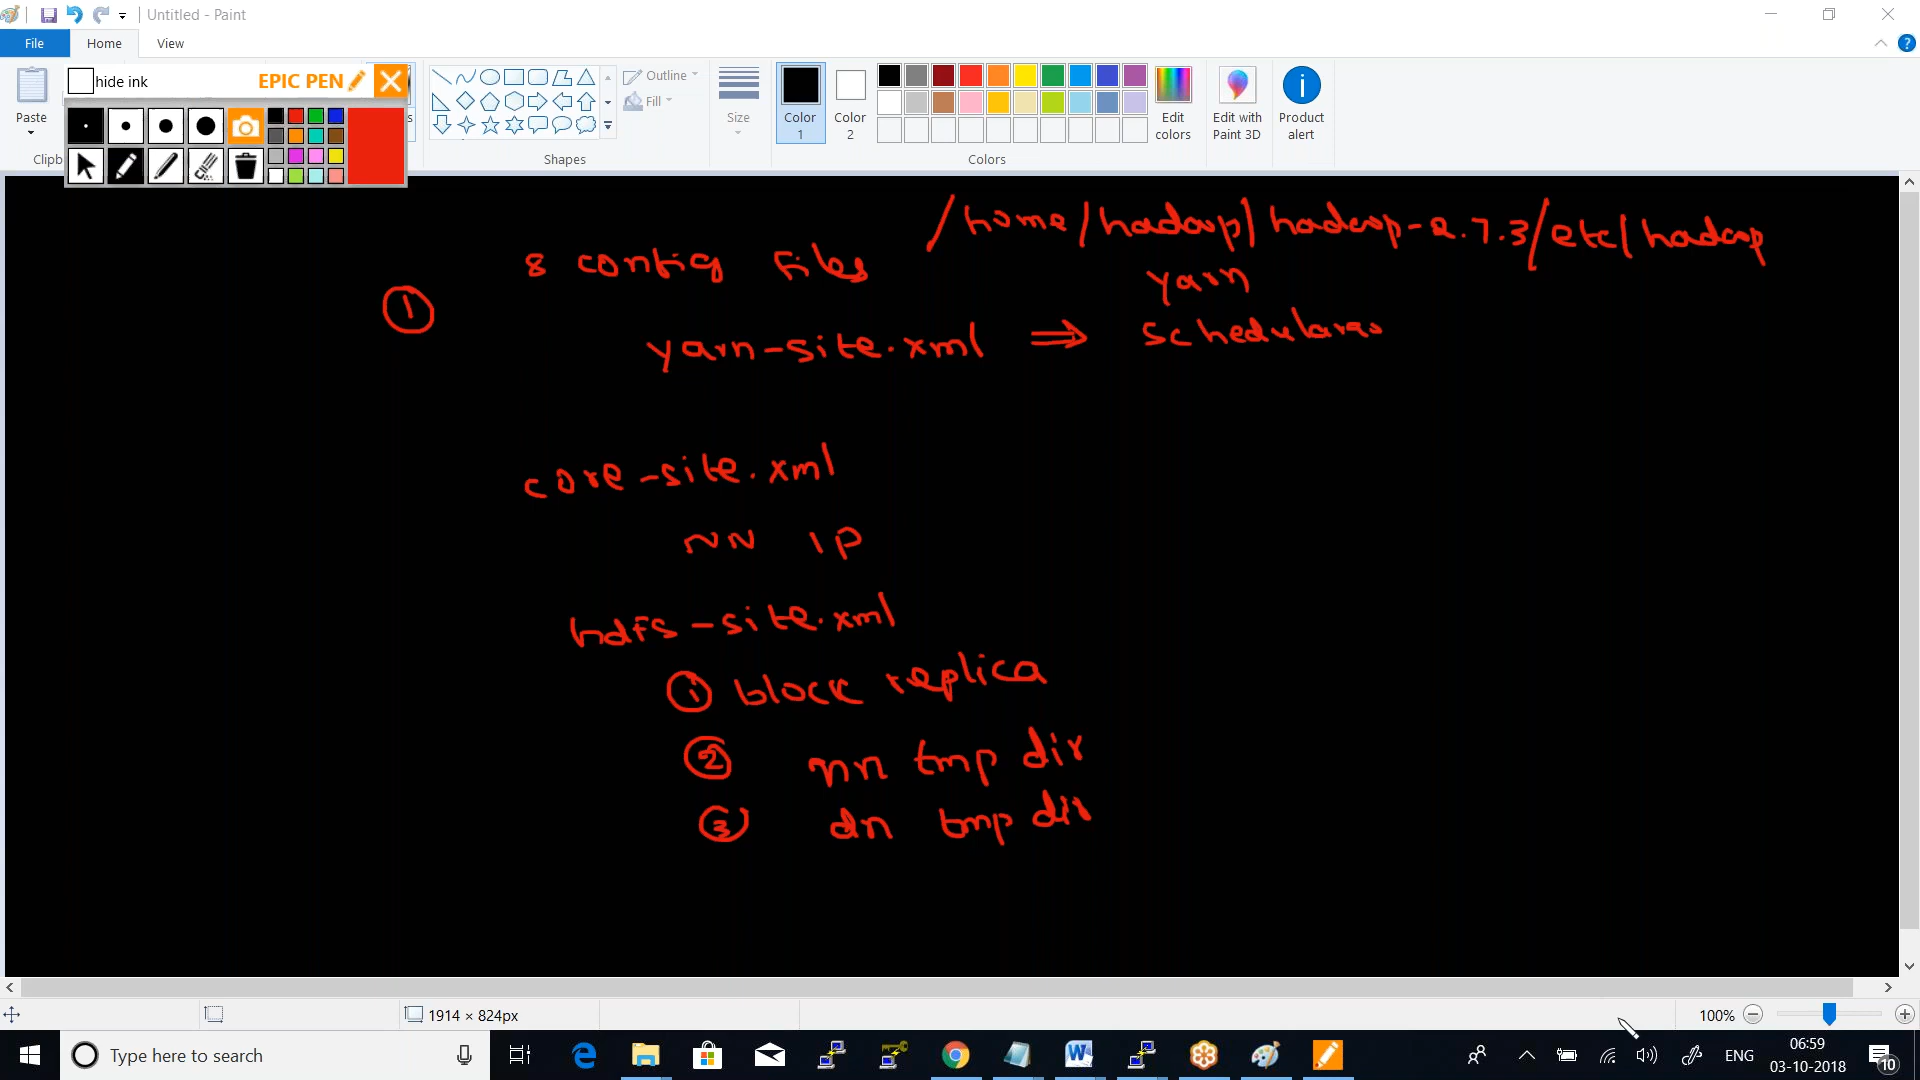 Untitled - Paint
File Home View
hide ink EPIC PEN
Paste
Outline
Fill
Size
Color 1
Color 2
Edit colors
Edit with Paint 3D
Product alert
Clipb
Shapes
Colors
/home/hadoop/hadoop-2.7.3/etc/hadoop
8 config files
yarn
①
yarn-site.xml ⇒ schedularas
core-site.xml
NN IP
hdfs-site.xml
① block replica
② nn tmp dir
③ dn tmp dir
1914 × 824px
100%
Type here to search
ENG
06:59
03-10-2018
10